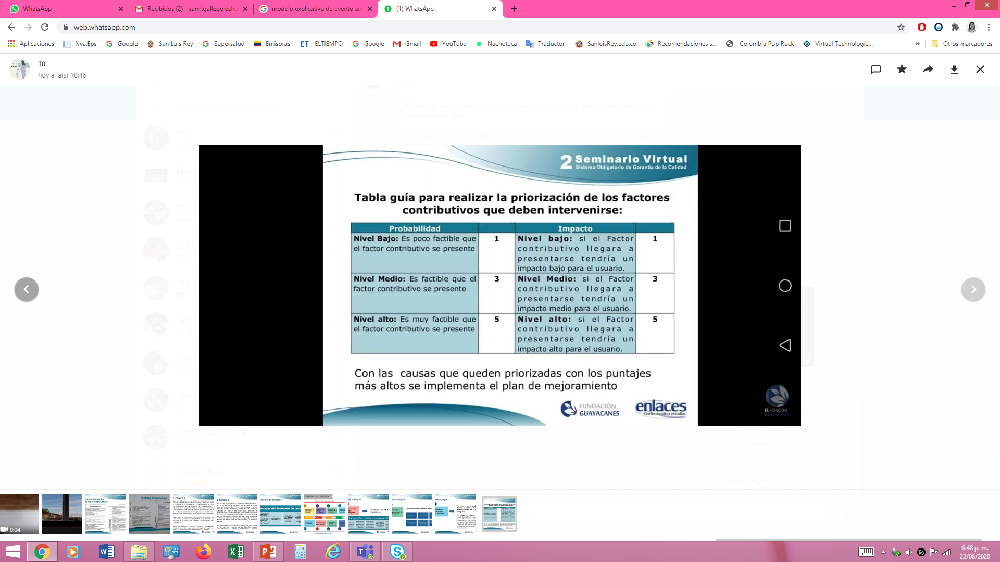 WhatsApp
Recibidos (2) - sami.gallego.eche
modelo explicativo de evento ad
(1) WhatsApp
web.whatsapp.com
Aplicaciones
Nva.Eps
Google
San Luis Rey
Supersalud
Emisoras
ET ELTIEMPO
Google
Gmail
YouTube
Nachoteca
Traductor
SanluisRey.edu.co
Recomendaciones s...
Colombia Pop Rock
Virtual Technologie...
Otros marcadores
Tú
hoy a la(s) 18:46
2 Seminario Virtual
Sistema Obligatorio de Garantia de la Calidad
Tabla guía para realizar la priorización de los factores
contributivos que deben intervenirse:
Probabilidad Impacto
Nivel Bajo: Es poco factible que
el factor contributivo se presente
1
Nivel bajo: si el Factor
contributivo llegara a
presentarse tendría un
impacto bajo para el usuario.
1
Nivel Medio: Es factible que el
factor contributivo se presente
3
Nivel Medio: si el Factor
contributivo llegara a
presentarse tendría un
impacto medio para el usuario.
3
Nivel alto: Es muy factible que
el factor contributivo se presente
5
Nivel alto: si el Factor
contributivo llegara a
presentarse tendría un
impacto alto para el usuario.
5
Con las causas que queden priorizadas con los puntajes
más altos se implementa el plan de mejoramiento
FUNDACIÓN
GUAYACANES
enlaces
Centro de altos estudios
FUNDACIÓN
GUAYACANES
Comunicación 5 B
Hernán Roa
0:04
6:48 p. m.
22/08/2020